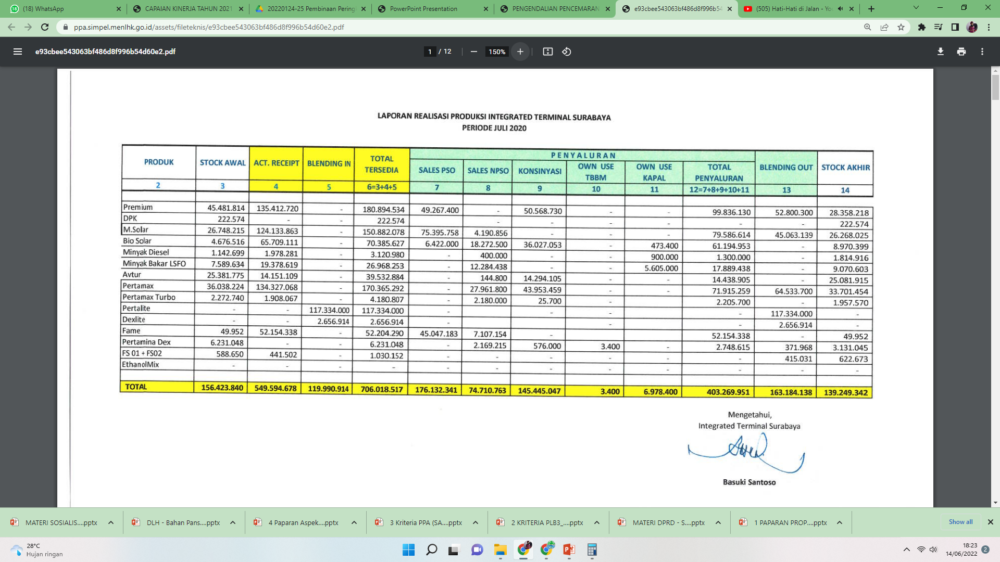 (18) WhatsApp
CAPAIAN KINERJA TAHUN 2021
20220124-25 Pembinaan Pering
PowerPoint Presentation
PENGENDALIAN PENCEMARAN
e93cbee543063bf486d8f996b54
(505) Hati-Hati di Jalan - Yo
ppa.simpel.menlhk.go.id/assets/fileteknis/e93cbee543063bf486d8f996b54d60e2.pdf
e93cbee543063bf486d8f996b54d60e2.pdf 1 / 12 150%
LAPORAN REALISASI PRODUKSI INTEGRATED TERMINAL SURABAYA
PERIODE JULI 2020
PRODUK STOCK AWAL ACT. RECEIPT BLENDING IN TOTAL TERSEDIA PENYALURAN BLENDING OUT STOCK AKHIR
SALES PSO SALES NPSO KONSINYASI OWN USE TBBM OWN USE KAPAL TOTAL PENYALURAN
2 3 4 5 6=3+4+5 7 8 9 10 11 12=7+8+9+10+11 13 14
Premium 45.481.814 135.412.720 - 180.894.534 49.267.400 - 50.568.730 - - 99.836.130 52.800.300 28.358.218
DPK 222.574 - - 222.574 - - - - - - 222.574
M.Solar 26.748.215 124.133.863 - 150.882.078 75.395.758 4.190.856 - - - 79.586.614 45.063.139 26.268.025
Bio Solar 4.676.516 65.709.111 - 70.385.627 6.422.000 18.272.500 36.027.053 - 473.400 61.194.953 - 8.970.399
Minyak Diesel 1.142.699 1.978.281 - 3.120.980 - 400.000 - - 900.000 1.300.000 - 1.814.916
Minyak Bakar LSFO 7.589.634 19.378.619 - 26.968.253 - 12.284.438 - - 5.605.000 17.889.438 - 9.070.603
Avtur 25.381.775 14.151.109 - 39.532.884 - 144.800 14.294.105 - 14.438.905 - 25.081.915
Pertamax 36.038.224 134.327.068 - 170.365.292 - 27.961.800 43.953.459 - 71.915.259 64.533.700 33.701.454
Pertamax Turbo 2.272.740 1.908.067 - 4.180.807 - 2.180.000 25.700 - 2.205.700 - 1.957.570
Pertalite - - 117.334.000 117.334.000 - - - - 117.334.000 -
Dexlite - - 2.656.914 2.656.914 - - - 2.656.914 -
Fame 49.952 52.154.338 - 52.204.290 45.047.183 7.107.154 - 52.154.338 - 49.952
Pertamina Dex 6.231.048 - - 6.231.048 - 2.169.215 576.000 3.400 - 2.748.615 371.968 3.131.045
FS 01 + FS02 588.650 441.502 - 1.030.152 - - - - - - 415.031 622.673
EthanolMix - - - - - - - - - - - -
TOTAL 156.423.840 549.594.678 119.990.914 706.018.517 176.132.341 74.710.763 145.445.047 3.400 6.978.400 403.269.951 163.184.138 139.249.342
Mengetahui,
Integrated Terminal Surabaya
Basuki Santoso
MATERI SOSIALIS....pptx
DLH - Bahan Pans....pptx
4 Paparan Aspek....pptx
3 Kriteria PPA (SA....pptx
2 KRITERIA PLB3_....pptx
MATERI DPRD - S....pptx
1 PAPARAN PROP....pptx
Show all
28°C
Hujan ringan
18:23
14/06/2022
2